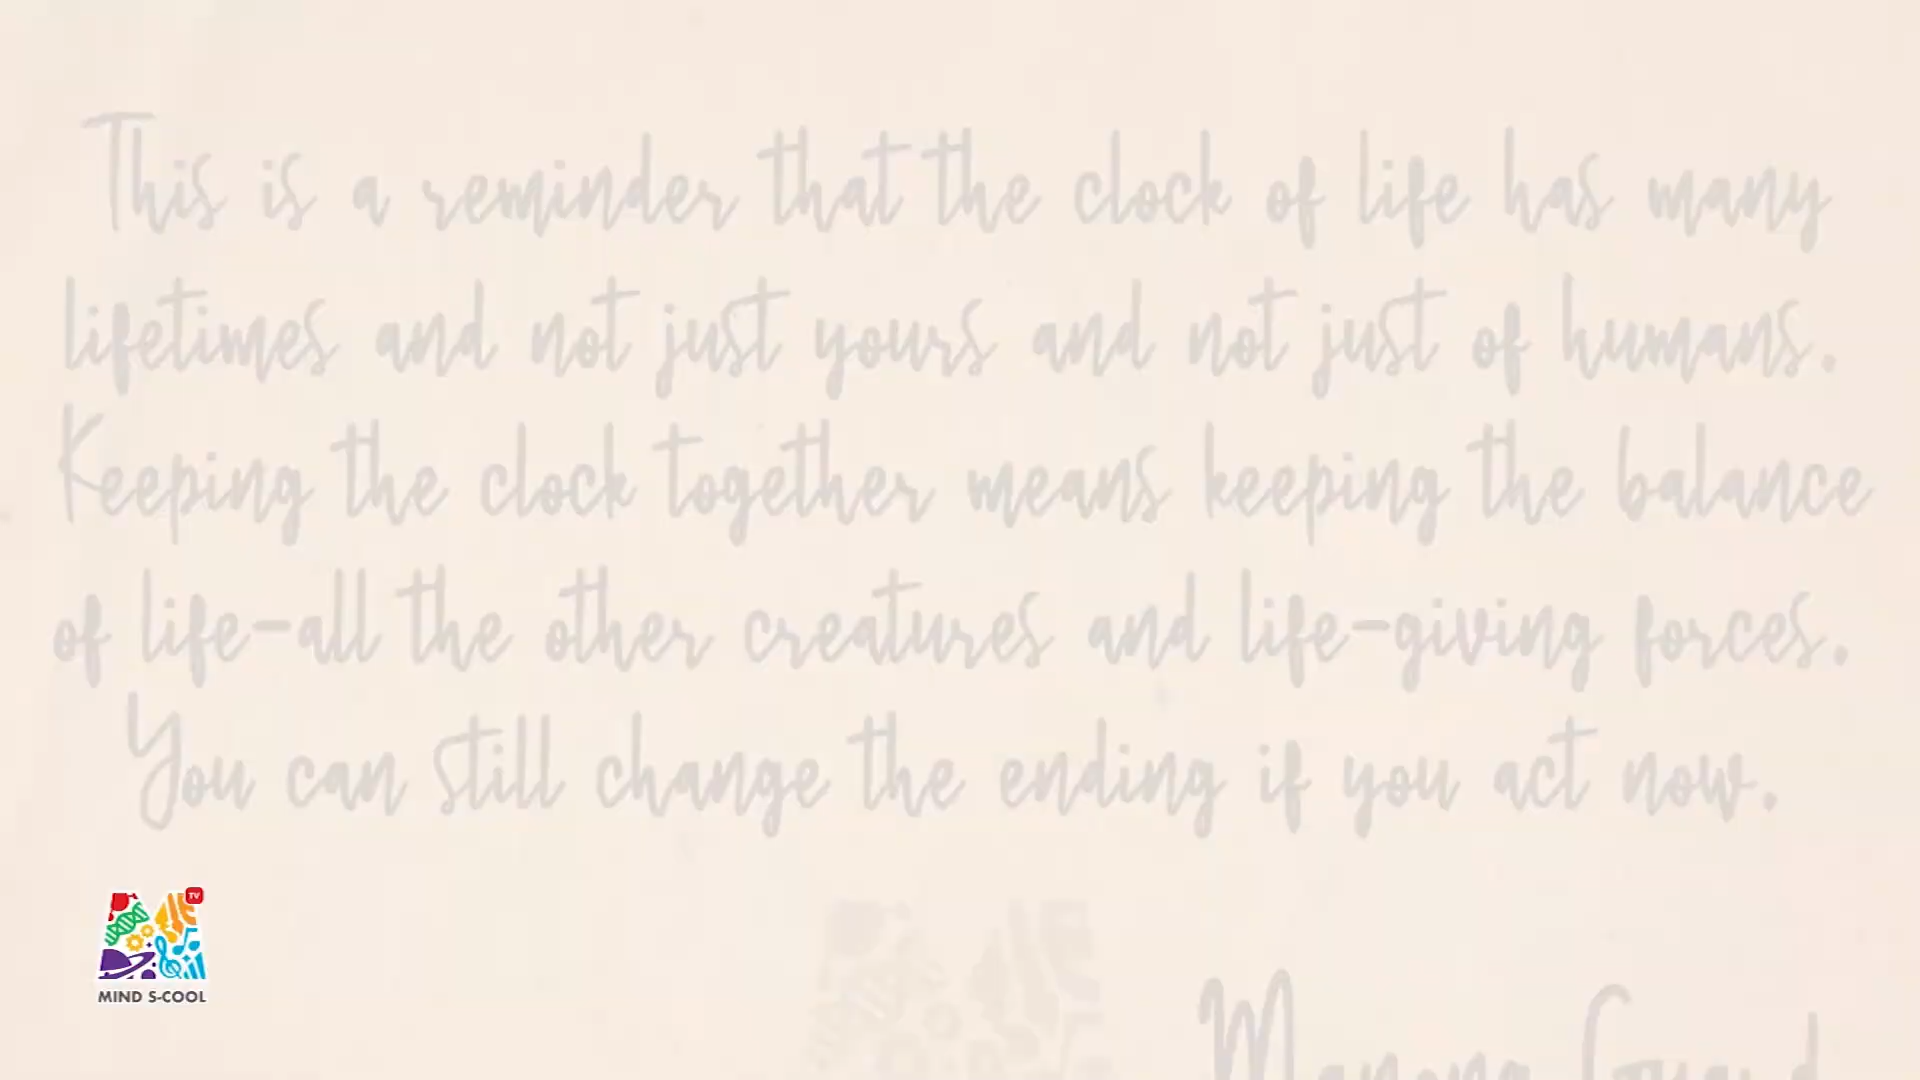 This is a reminder that the clock of life has many
lifetimes and not just yours and not just of humans.
Keeping the clock together means keeping the balance
of life-all the other creatures and life-giving forces.
You can still change the ending if you act now.
TV
MIND S-COOL